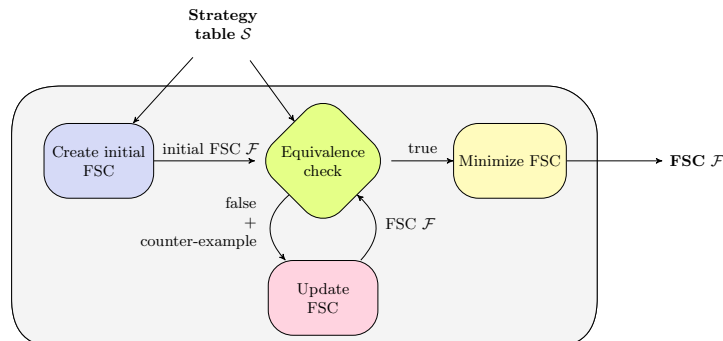 Strategy
table 𝒮
Create initial
FSC
initial FSC ℱ
Equivalence
check
true
Minimize FSC
FSC ℱ
false
+
counter-example
FSC ℱ
Update
FSC